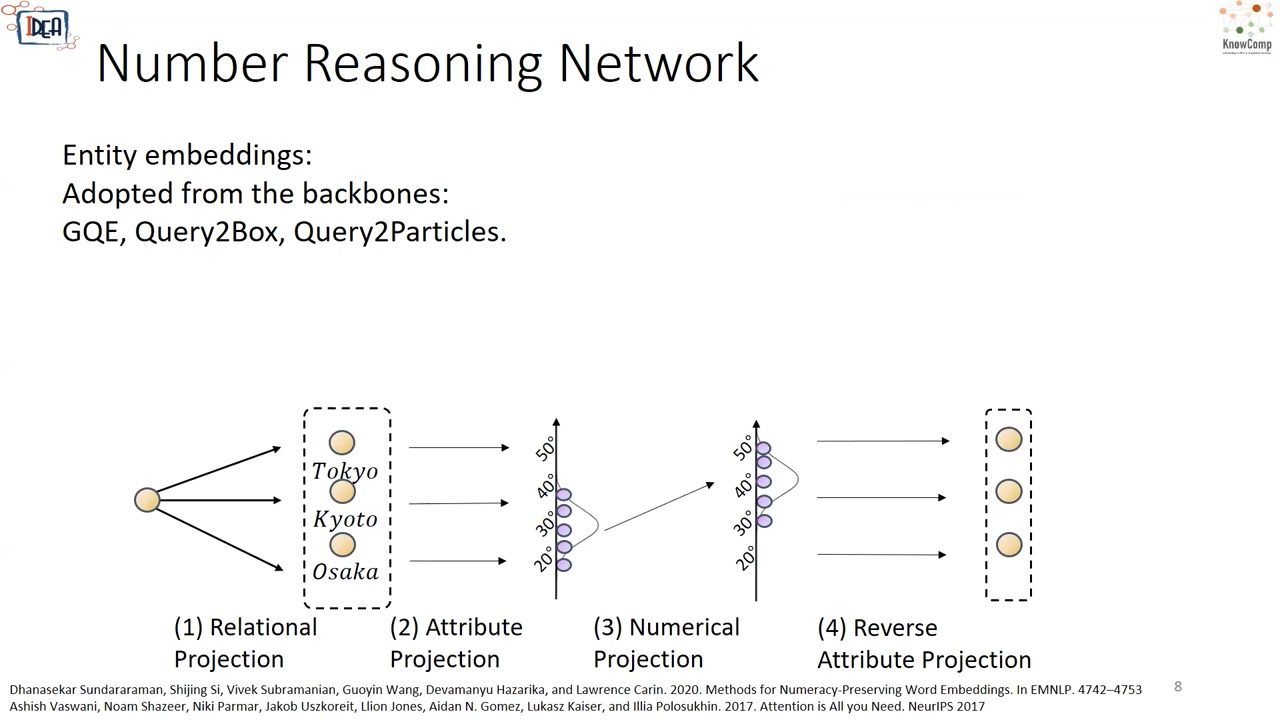 IDEA
KnowComp
Number Reasoning Network
Entity embeddings:
Adopted from the backbones:
GQE, Query2Box, Query2Particles.
Tokyo
Kyoto
Osaka
50°
40°
30°
20°
50°
40°
30°
20°
(1) Relational
Projection
(2) Attribute
Projection
(3) Numerical
Projection
(4) Reverse
Attribute Projection
Dhanasekar Sundararaman, Shijing Si, Vivek Subramanian, Guoyin Wang, Devamanyu Hazarika, and Lawrence Carin. 2020. Methods for Numeracy-Preserving Word Embeddings. In EMNLP. 4742–4753
Ashish Vaswani, Noam Shazeer, Niki Parmar, Jakob Uszkoreit, Llion Jones, Aidan N. Gomez, Lukasz Kaiser, and Illia Polosukhin. 2017. Attention is All you Need. NeurIPS 2017
8